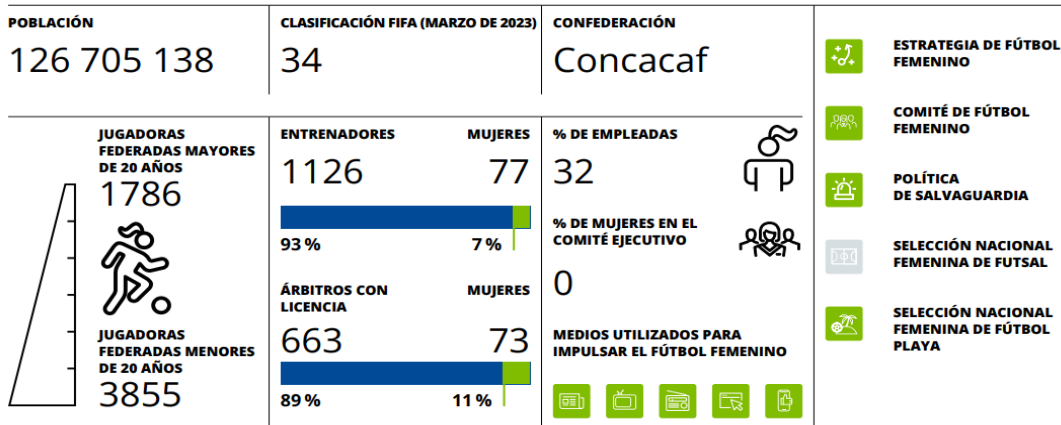 POBLACIÓN
126 705 138
CLASIFICACIÓN FIFA (MARZO DE 2023)
34
CONFEDERACIÓN
Concacaf
JUGADORAS
FEDERADAS MAYORES
DE 20 AÑOS
1786
JUGADORAS
FEDERADAS MENORES
DE 20 AÑOS
3855
ENTRENADORES MUJERES
1126 77
93 % 7 %
ÁRBITROS CON MUJERES
LICENCIA
663 73
89 % 11 %
% DE EMPLEADAS
32
% DE MUJERES EN EL
COMITÉ EJECUTIVO
0
MEDIOS UTILIZADOS PARA
IMPULSAR EL FÚTBOL FEMENINO
ESTRATEGIA DE FÚTBOL
FEMENINO
COMITÉ DE FÚTBOL
FEMENINO
POLÍTICA
DE SALVAGUARDIA
SELECCIÓN NACIONAL
FEMENINA DE FUTSAL
SELECCIÓN NACIONAL
FEMENINA DE FÚTBOL
PLAYA